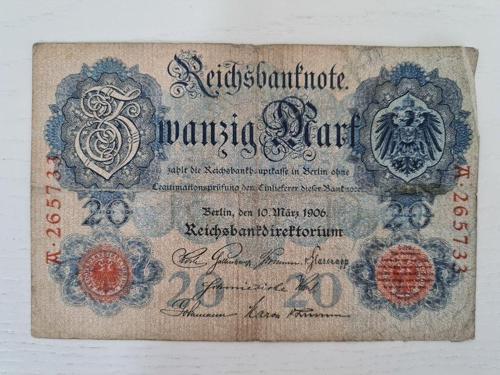 Reichsbanknote.
Zwanzig Mark
zahlt die Reichsbankhauptkasse in Berlin ohne
Legitimationsprüfung dem Einlieferer dieser Banknote.
Berlin, den 10. März 1906.
Reichsbankdirektorium
20
20
A·265733
A·265733
20
20